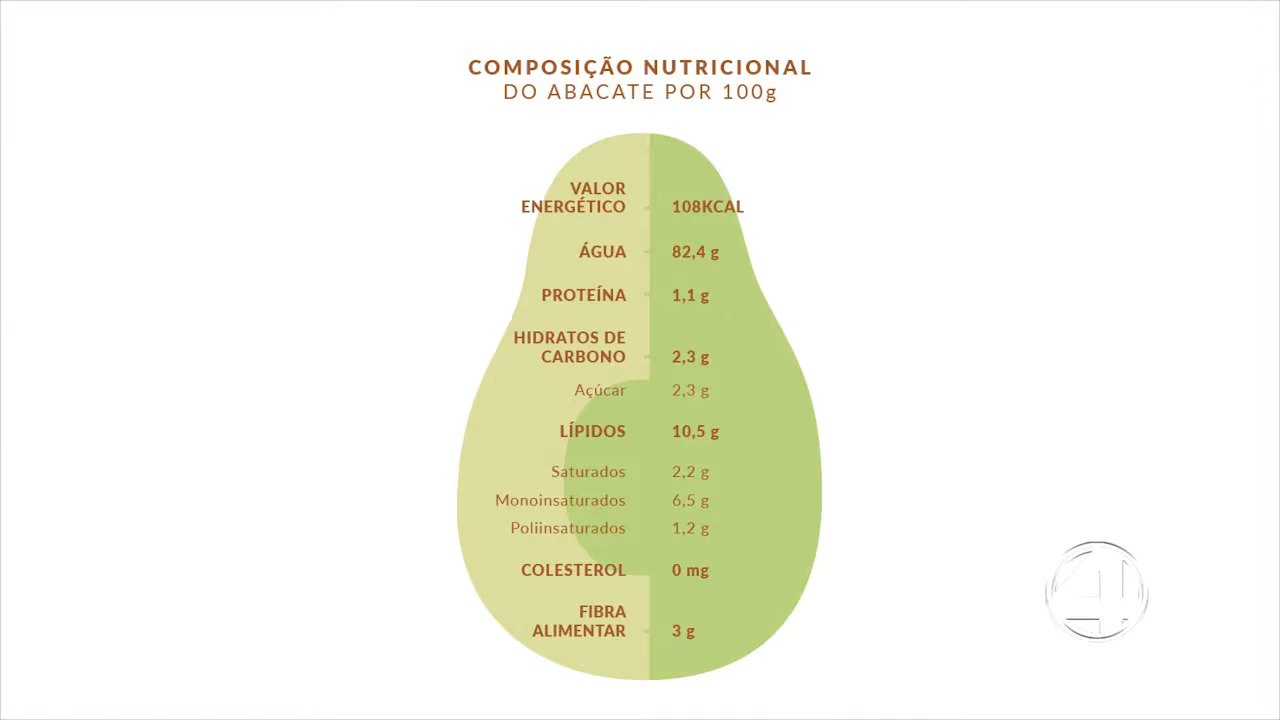 COMPOSIÇÃO NUTRICIONAL
DO ABACATE POR 100g
VALOR
ENERGÉTICO 108KCAL
ÁGUA 82,4 g
PROTEÍNA 1,1 g
HIDRATOS DE
CARBONO 2,3 g
Açúcar 2,3 g
LÍPIDOS 10,5 g
Saturados 2,2 g
Monoinsaturados 6,5 g
Poliinsaturados 1,2 g
COLESTEROL 0 mg
FIBRA
ALIMENTAR 3 g
4